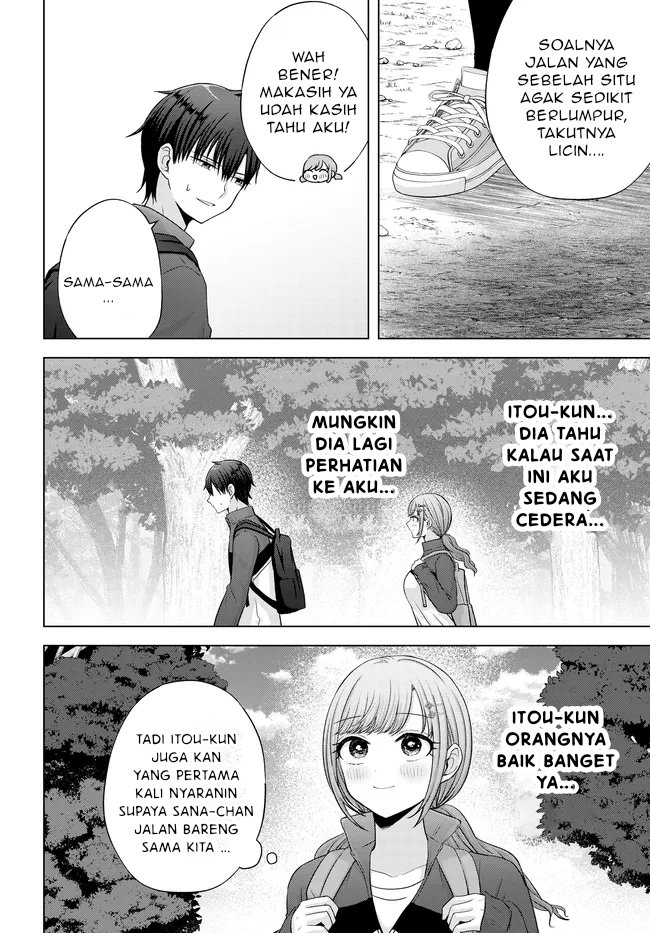 SOALNYA
JALAN YANG
SEBELAH SITU
AGAK SEDIKIT
BERLUMPUR,
TAKUTNYA
LICIN....
WAH
BENER!
MAKASIH YA
UDAH KASIH
TAHU AKU!
SAMA-SAMA
...
ITOU-KUN...
DIA TAHU
KALAU SAAT
INI AKU
SEDANG
CEDERA...
MUNGKIN
DIA LAGI
PERHATIAN
KE AKU...
ITOU-KUN
ORANGNYA
BAIK BANGET
YA...
TADI ITOU-KUN
JUGA KAN
YANG PERTAMA
KALI NYARANIN
SUPAYA SANA-CHAN
JALAN BARENG
SAMA KITA ...